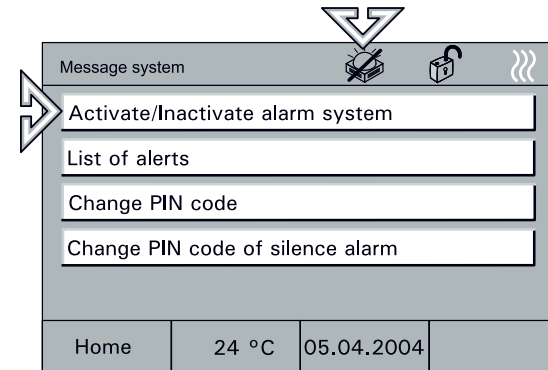 Message system
Activate/Inactivate alarm system
List of alerts
Change PIN code
Change PIN code of silence alarm
Home 24 °C 05.04.2004